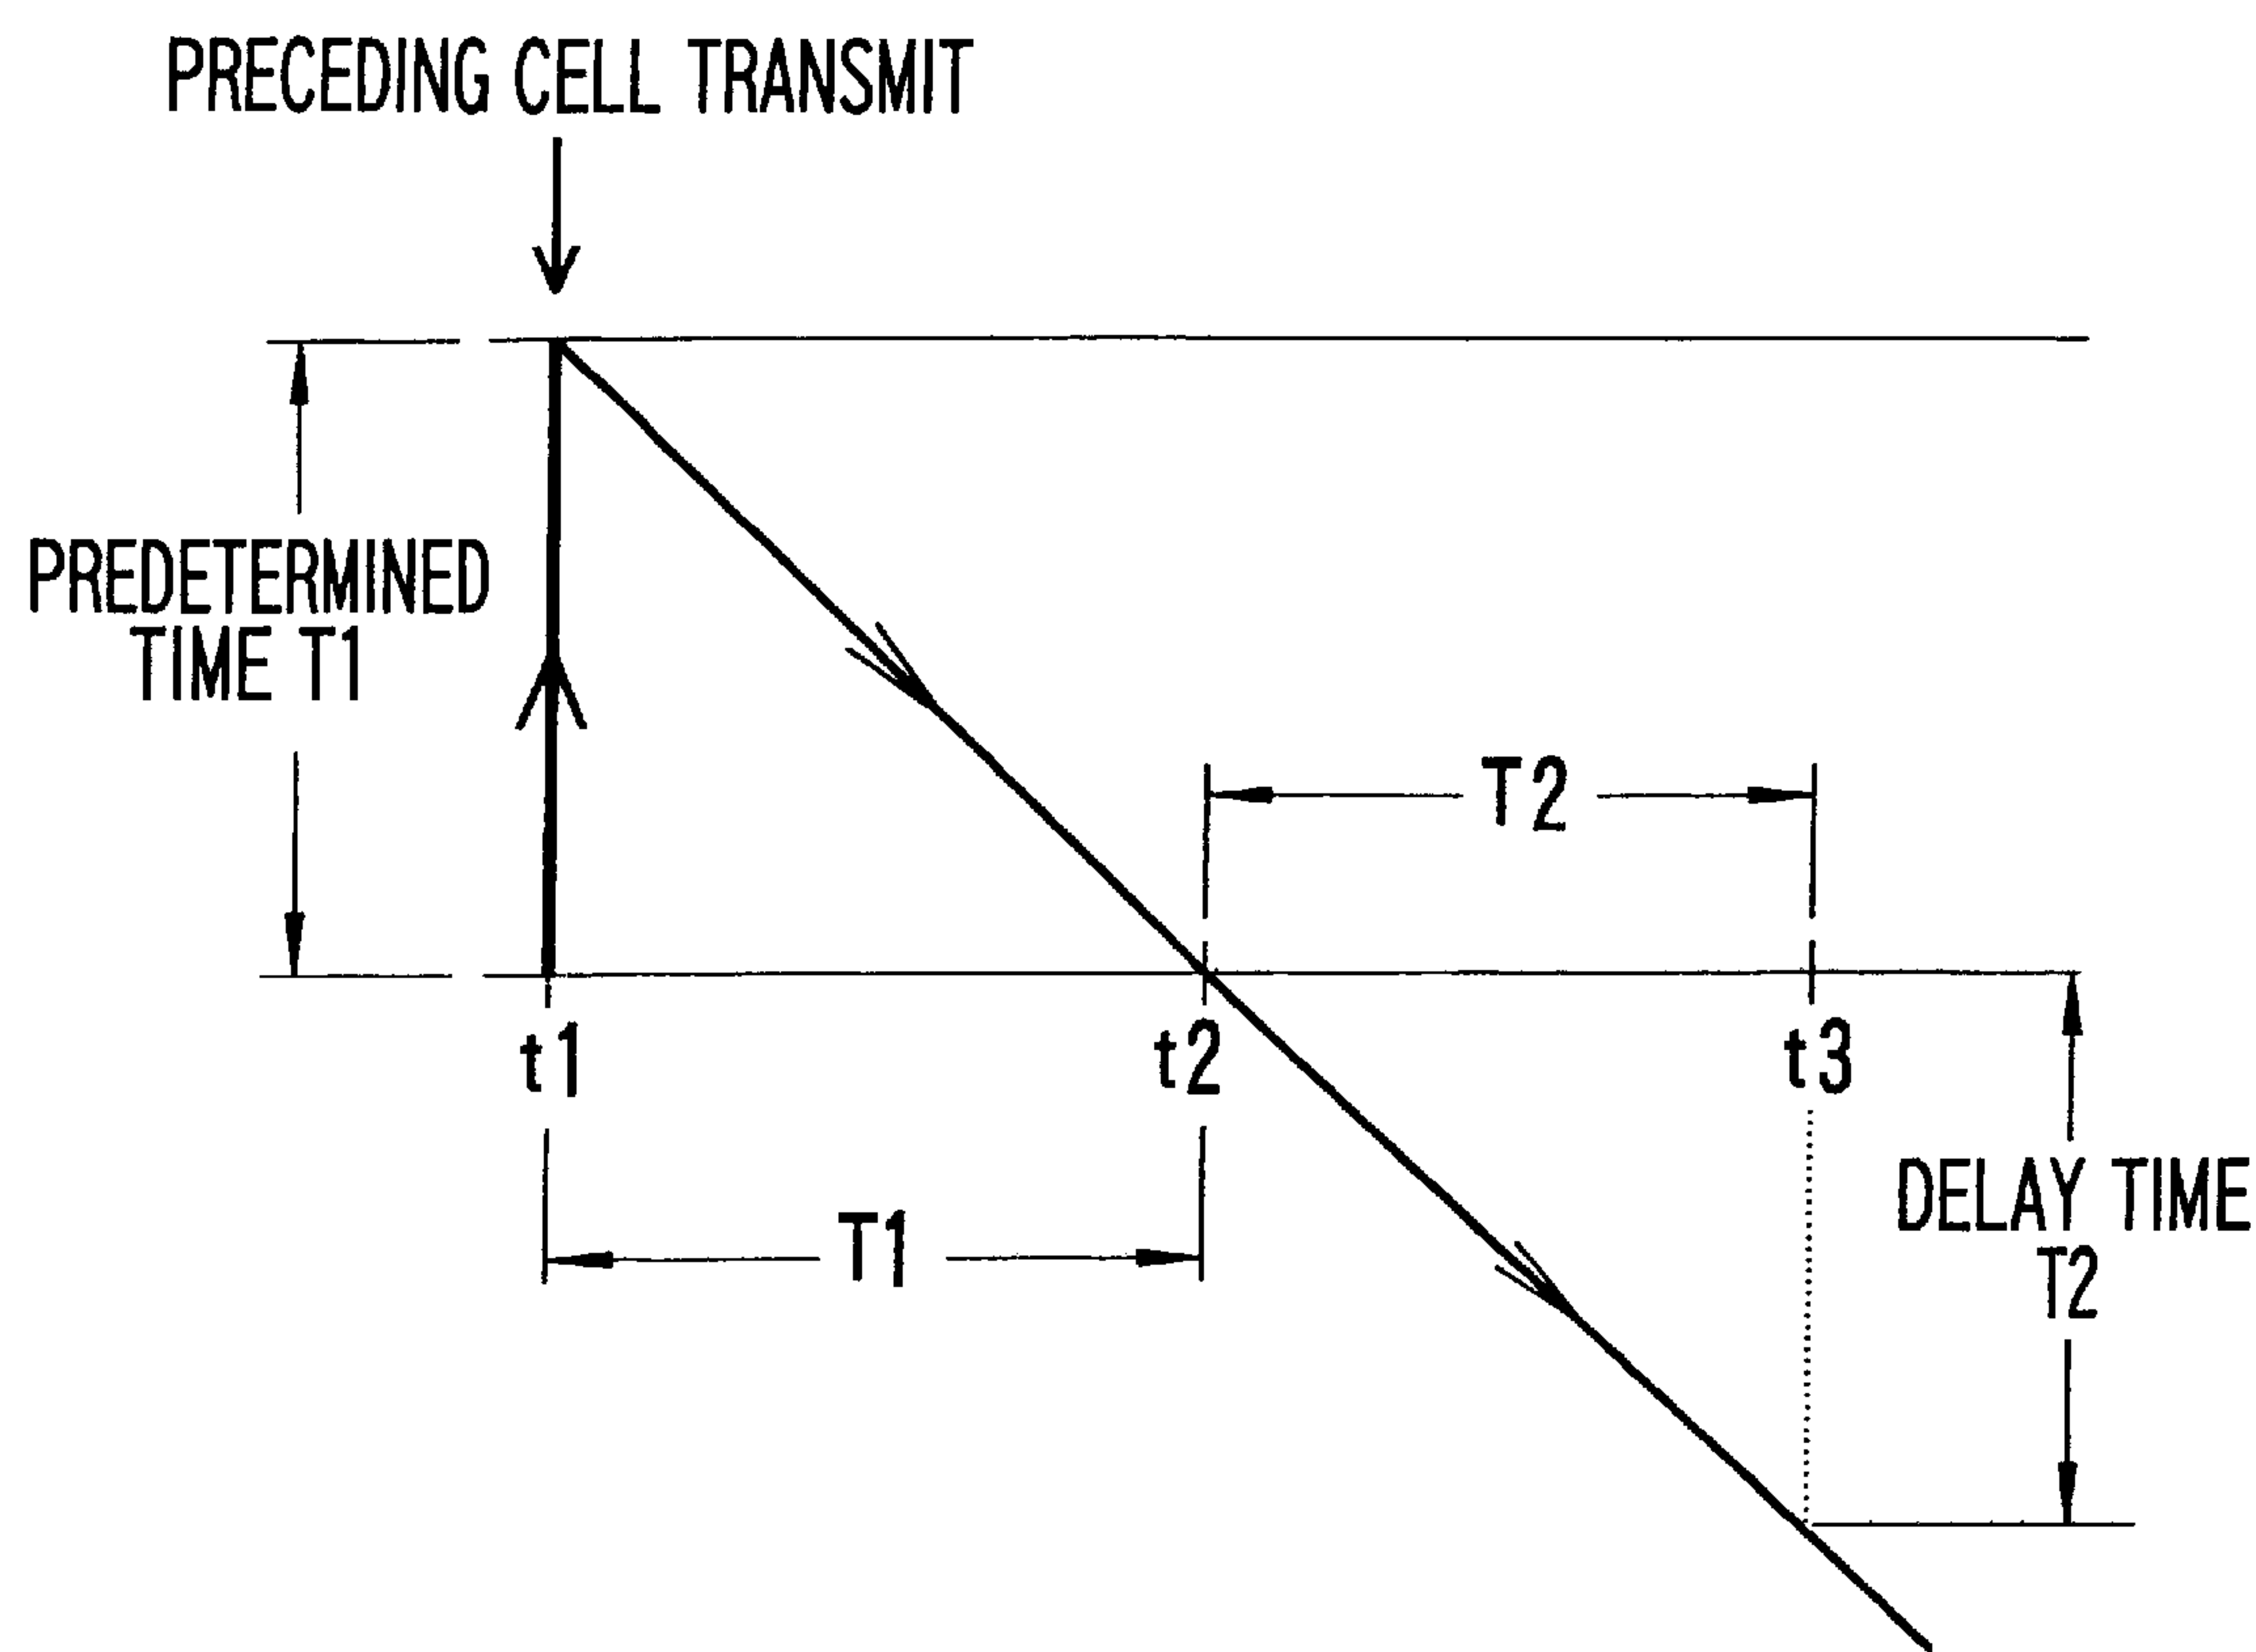 PRECEDING CELL TRANSMIT
PREDETERMINED
TIME T1
T2
t1
t2
t3
T1
DELAY TIME
T2